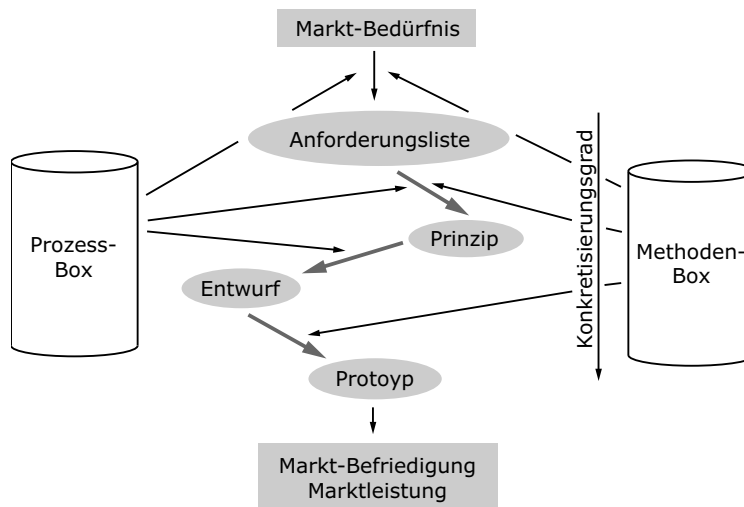 Markt-Bedürfnis
Anforderungsliste
Konkretisierungsgrad
Prozess-
Box
Prinzip
Methoden-
Box
Entwurf
Protoyp
Markt-Befriedigung
Marktleistung